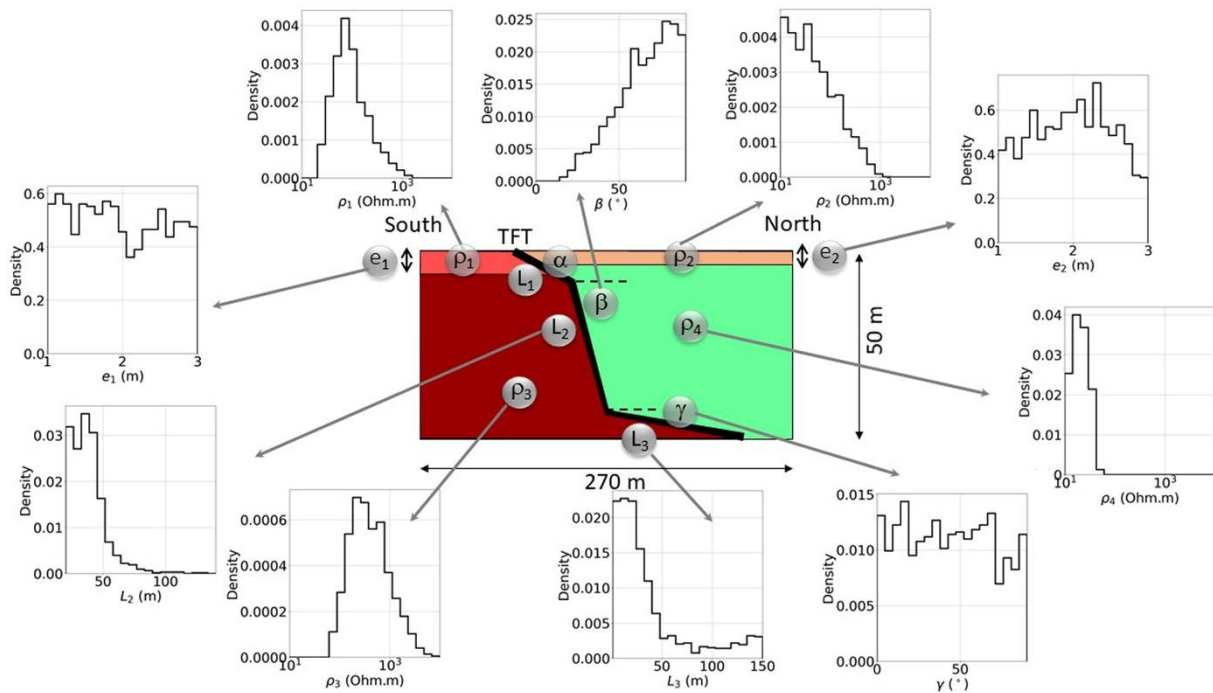 0.004
0.003
0.002
0.001
0.000
Density
10¹
10³
ρ₁ (Ohm.m)
0.025
0.020
0.015
0.010
0.005
0.000
Density
0
50
β (°)
0.004
0.003
0.002
0.001
0.000
Density
10¹
10³
ρ₂ (Ohm.m)
0.6
0.4
0.2
0.0
Density
1
2
3
e₂ (m)
0.6
0.4
0.2
0.0
Density
1
2
3
e₁ (m)
South
TFT
North
e₁
ρ₁
α
ρ₂
e₂
L₁
β
L₂
ρ₄
50 m
ρ₃
γ
L₃
270 m
0.04
0.03
0.02
0.01
0.00
Density
10¹
10³
ρ₄ (Ohm.m)
0.03
0.02
0.01
0.00
Density
50
100
L₂ (m)
0.0006
0.0004
0.0002
0.0000
Density
10¹
10³
ρ₃ (Ohm.m)
0.020
0.015
0.010
0.005
0.000
Density
50
100
150
L₃ (m)
0.015
0.010
0.005
0.000
Density
0
50
γ (°)